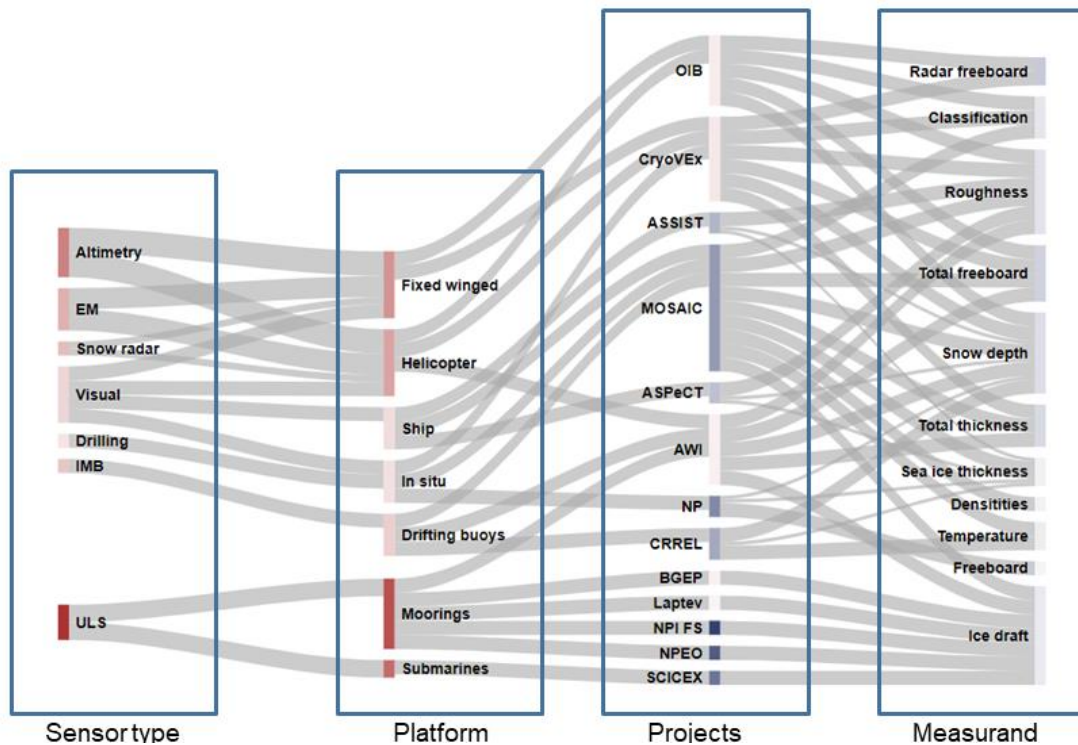 Altimetry
EM
Snow radar
Visual
Drilling
IMB
ULS
Sensor type
Fixed winged
Helicopter
Ship
In situ
Drifting buoys
Moorings
Submarines
Platform
OIB
CryoVEx
ASSIST
MOSAIC
ASPeCT
AWI
NP
CRREL
BGEP
Laptev
NPI FS
NPEO
SCICEX
Projects
Radar freeboard
Classification
Roughness
Total freeboard
Snow depth
Total thickness
Sea ice thickness
Densitities
Temperature
Freeboard
Ice draft
Measurand